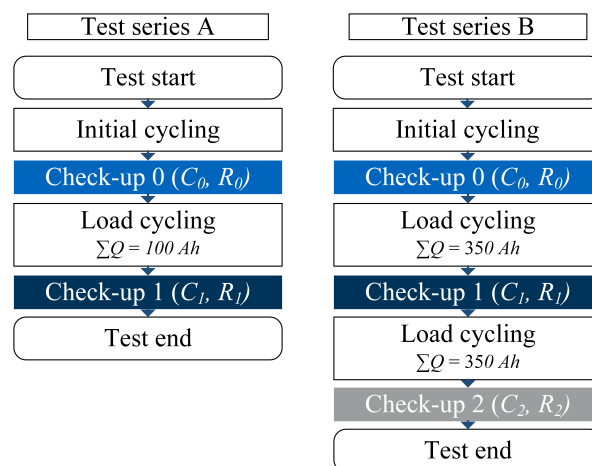 Test series A
Test start
Initial cycling
Check-up 0 (C₀, R₀)
Load cycling
∑Q = 100 Ah
Check-up 1 (C₁, R₁)
Test end
Test series B
Test start
Initial cycling
Check-up 0 (C₀, R₀)
Load cycling
∑Q = 350 Ah
Check-up 1 (C₁, R₁)
Load cycling
∑Q = 350 Ah
Check-up 2 (C₂, R₂)
Test end